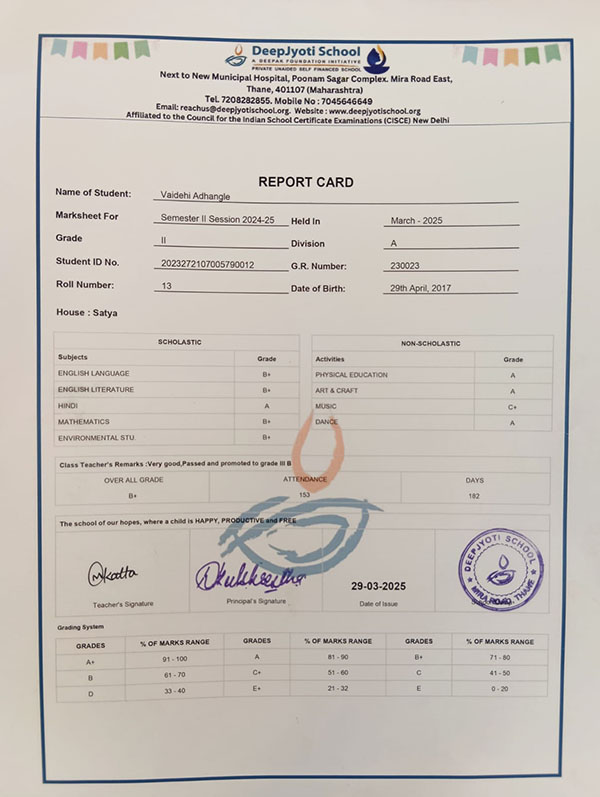 DeepJyoti School
A DEEPAK FOUNDATION INITIATIVE
PRIVATE UNAIDED SELF FINANCED SCHOOL
Next to New Municipal Hospital, Poonam Sagar Complex. Mira Road East,
Thane, 401107 (Maharashtra)
Tel. 7208282855. Mobile No : 7045646649
Email: reachus@deepjyotischool.org. Website : www.deepjyotischool.org
Affiliated to the Council for the Indian School Certificate Examinations (CISCE) New Delhi
REPORT CARD
Name of Student: Vaidehi Adhangle
Marksheet For Semester II Session 2024-25 Held In March - 2025
Grade II Division A
Student ID No. 2023272107005790012 G.R. Number: 230023
Roll Number: 13 Date of Birth: 29th April, 2017
House : Satya
SCHOLASTIC NON-SCHOLASTIC
Subjects Grade Activities Grade
ENGLISH LANGUAGE B+ PHYSICAL EDUCATION A
ENGLISH LITERATURE B+ ART & CRAFT A
HINDI A MUSIC C+
MATHEMATICS B+ DANCE A
ENVIRONMENTAL STU. B+
Class Teacher's Remarks :Very good,Passed and promoted to grade III B
OVER ALL GRADE ATTENDANCE DAYS
B+ 153 182
The school of our hopes, where a child is HAPPY, PRODUCTIVE and FREE
29-03-2025
Teacher's Signature Principal's Signature Date of Issue
DEEPJYOTI SCHOOL
MIRA ROAD, THANE
Grading System
GRADES % OF MARKS RANGE GRADES % OF MARKS RANGE GRADES % OF MARKS RANGE
A+ 91 - 100 A 81 - 90 B+ 71 - 80
B 61 - 70 C+ 51 - 60 C 41 - 50
D 33 - 40 E+ 21 - 32 E 0 - 20